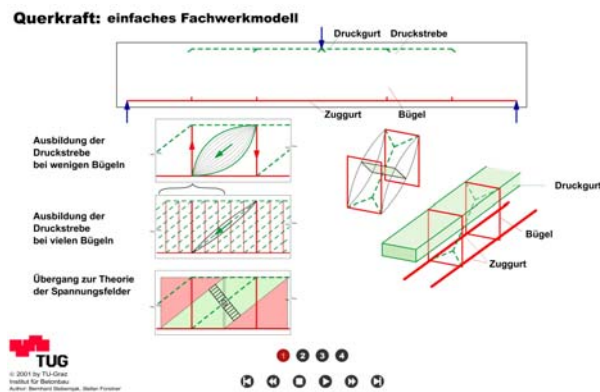 Querkraft: einfaches Fachwerkmodell
Druckgurt
Druckstrebe
Zuggurt
Bügel
Ausbildung der
Druckstrebe
bei wenigen Bügeln
Ausbildung der
Druckstrebe
bei vielen Bügeln
Übergang zur Theorie
der Spannungsfelder
Druckgurt
Bügel
Zuggurt
1 2 3 4
TUG
© 2001 by TU-Graz
Institut für Betonbau